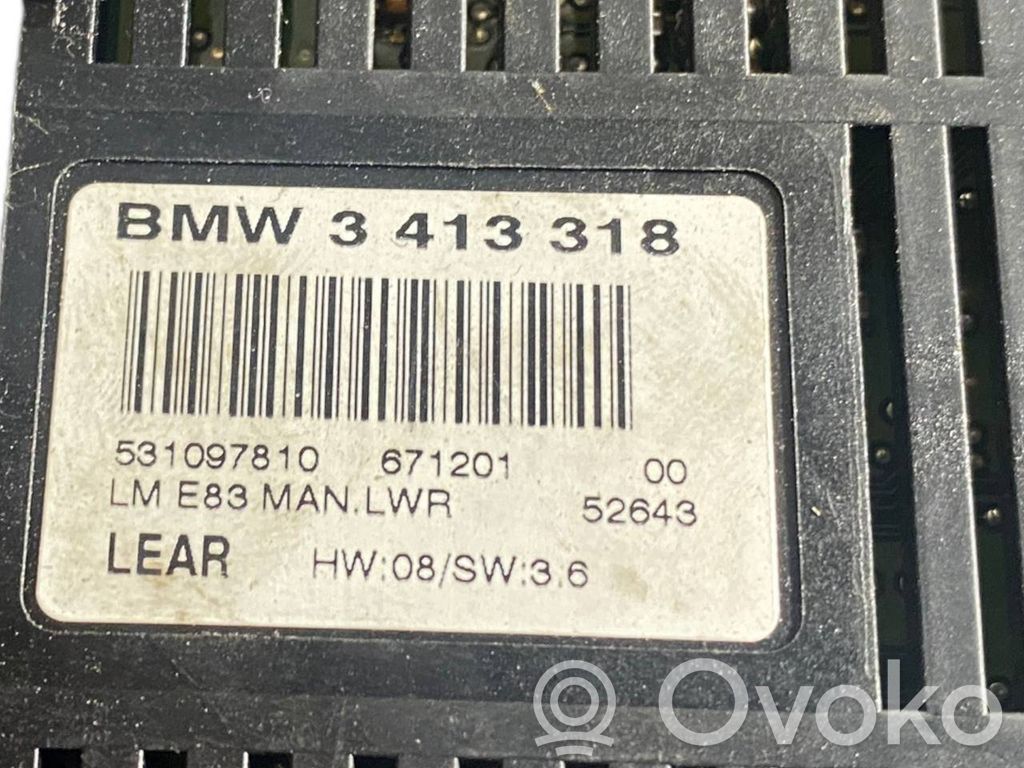 BMW 3 413 318
531097810 671201 00
LM E83 MAN.LWR 52643
LEAR HW:08/SW:3.6
Ovoko